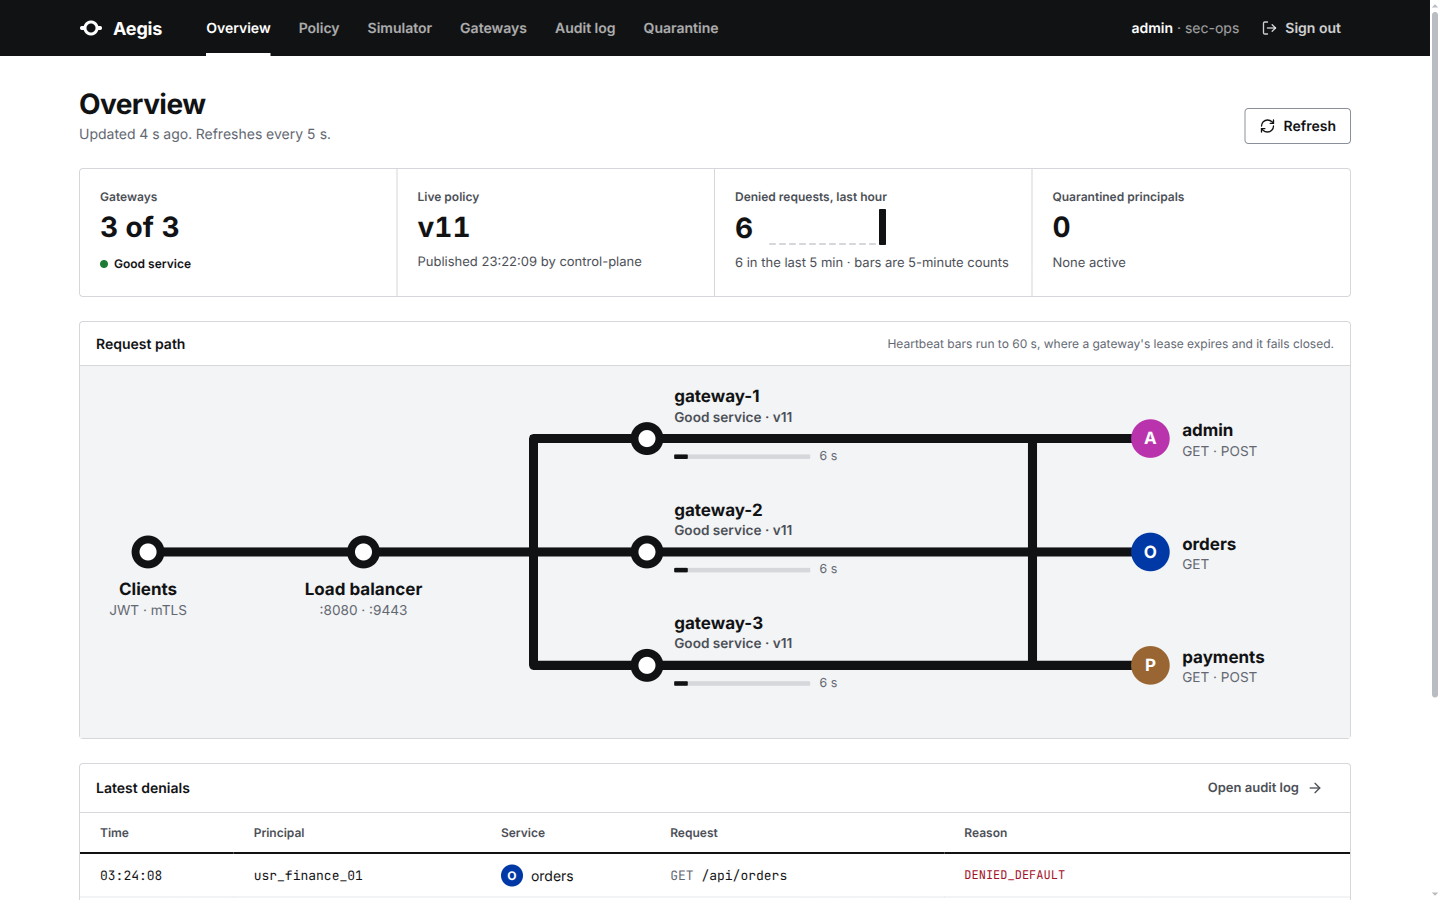 Aegis Overview Policy Simulator Gateways Audit log Quarantine admin · sec-ops Sign out
Overview
Updated 4 s ago. Refreshes every 5 s.
Refresh
Gateways
3 of 3
Good service
Live policy
v11
Published 23:22:09 by control-plane
Denied requests, last hour
6
6 in the last 5 min · bars are 5-minute counts
Quarantined principals
0
None active
Request path
Heartbeat bars run to 60 s, where a gateway's lease expires and it fails closed.
Clients
JWT · mTLS
Load balancer
:8080 · :9443
gateway-1
Good service · v11
6 s
gateway-2
Good service · v11
6 s
gateway-3
Good service · v11
6 s
A admin
GET · POST
O orders
GET
P payments
GET · POST
Latest denials
Open audit log
Time Principal Service Request Reason
03:24:08 usr_finance_01 O orders GET /api/orders DENIED_DEFAULT